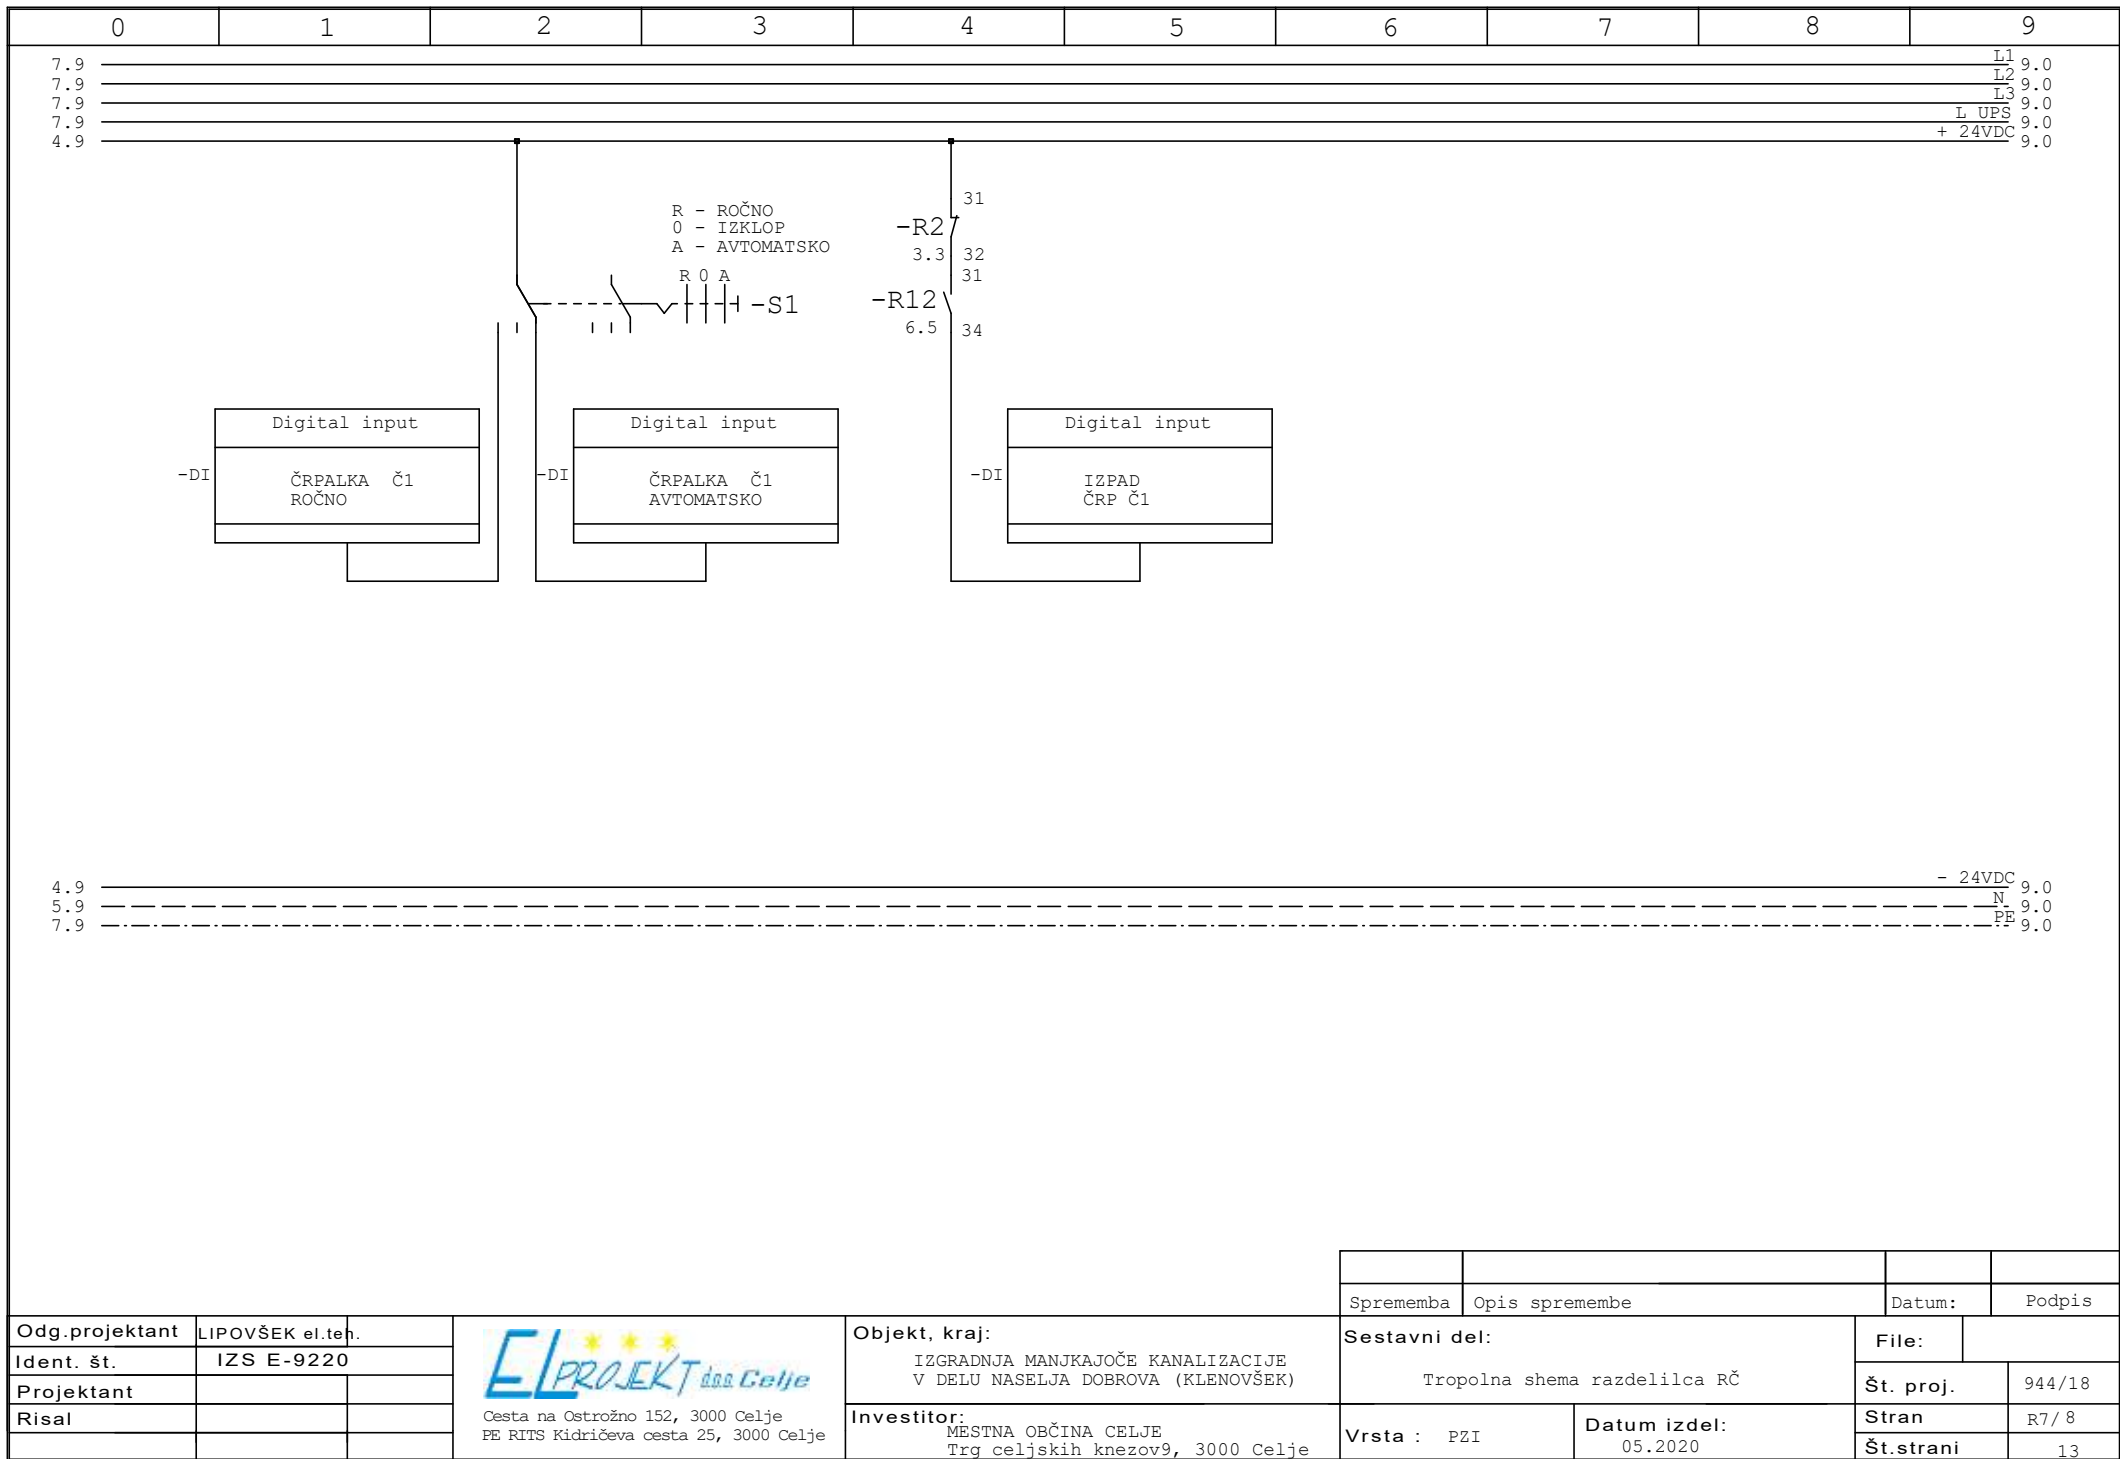 0 1 2 3 4 5 6 7 8 9
7.9 L1 9.0
7.9 L2 9.0
7.9 L3 9.0
7.9 L UPS 9.0
4.9 + 24VDC 9.0
R - ROČNO
0 - IZKLOP
A - AVTOMATSKO
R 0 A
-S1
31
-R2
3.3 32
31
-R12
6.5 34
Digital input
-DI
ČRPALKA Č1
ROČNO
Digital input
-DI
ČRPALKA Č1
AVTOMATSKO
Digital input
-DI
IZPAD
ČRP Č1
4.9 - 24VDC 9.0
5.9 N 9.0
7.9 PE 9.0
Sprememba Opis spremembe Datum: Podpis
Odg.projektant LIPOVŠEK el.teh.
Ident. št. IZS E-9220
Projektant
Risal
ELPROJEKT d.o.o. Celje
Cesta na Ostrožno 152, 3000 Celje
PE RITS Kidričeva cesta 25, 3000 Celje
Objekt, kraj:
IZGRADNJA MANJKAJOČE KANALIZACIJE
V DELU NASELJA DOBROVA (KLENOVŠEK)
Investitor:
MESTNA OBČINA CELJE
Trg celjskih knezov9, 3000 Celje
Sestavni del:
Tropolna shema razdelilca RČ
Vrsta : PZI
Datum izdel:
05.2020
File:
Št. proj. 944/18
Stran R7/ 8
Št.strani 13